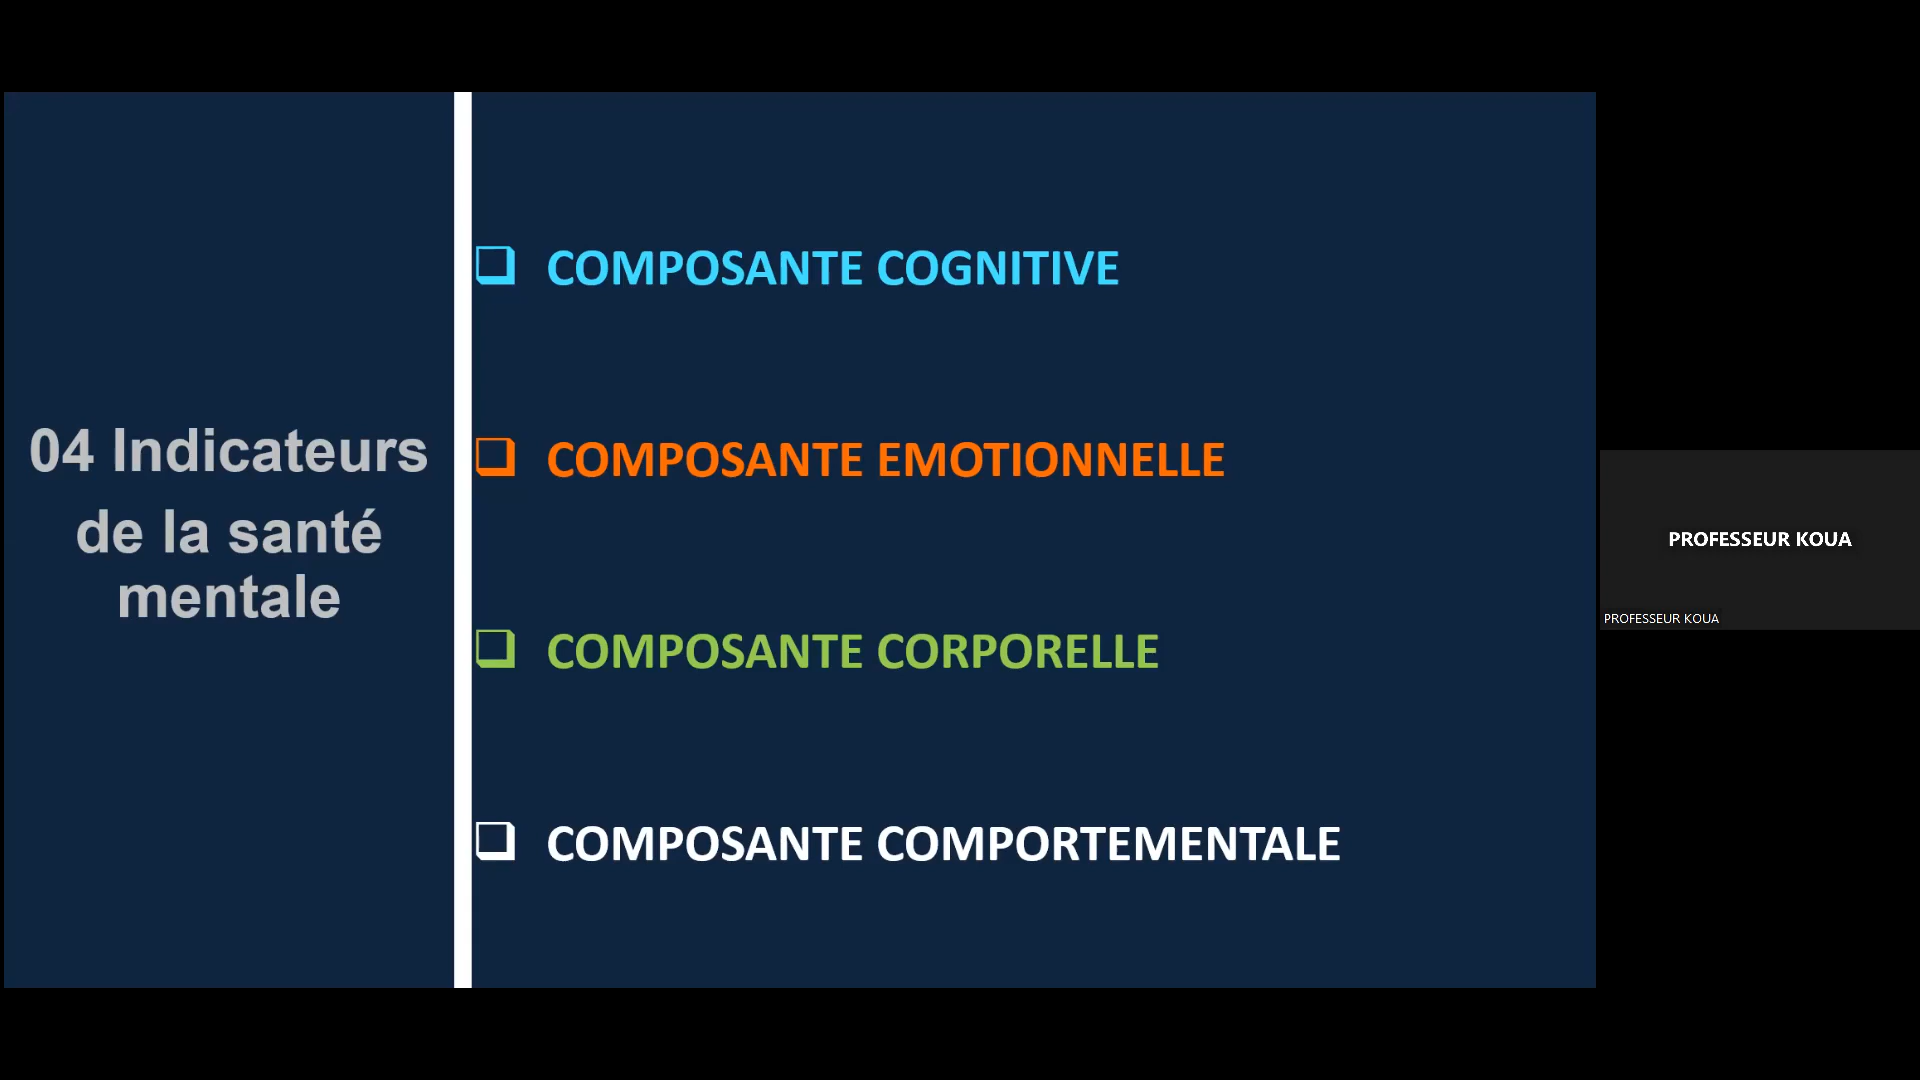 04 Indicateurs
de la santé
mentale
COMPOSANTE COGNITIVE
COMPOSANTE EMOTIONNELLE
COMPOSANTE CORPORELLE
COMPOSANTE COMPORTEMENTALE
PROFESSEUR KOUA
PROFESSEUR KOUA